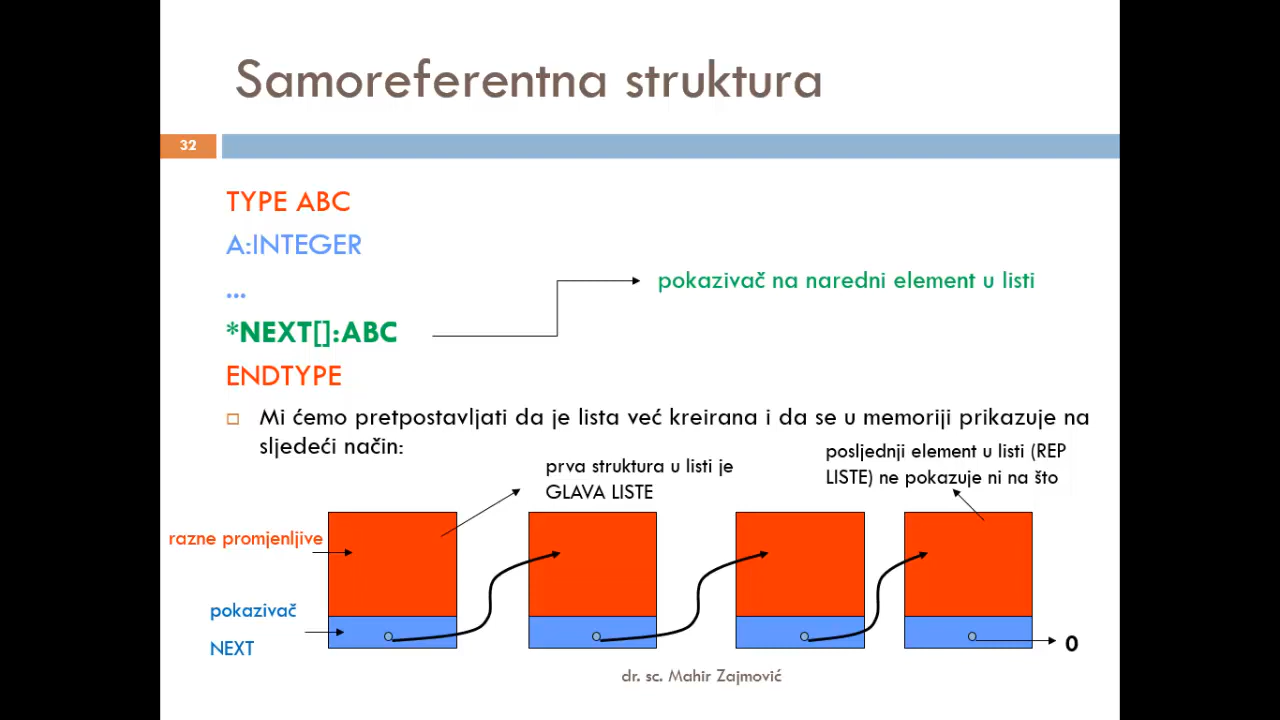 Samoreferentna struktura
32
TYPE ABC
A:INTEGER
...
*NEXT[]:ABC
ENDTYPE
pokazivač na naredni element u listi
Mi ćemo pretpostavljati da je lista već kreirana i da se u memoriji prikazuje na
sljedeći način:
prva struktura u listi je
GLAVA LISTE
posljednji element u listi (REP
LISTE) ne pokazuje ni na što
razne promjenljive
pokazivač
NEXT
0
dr. sc. Mahir Zajmović